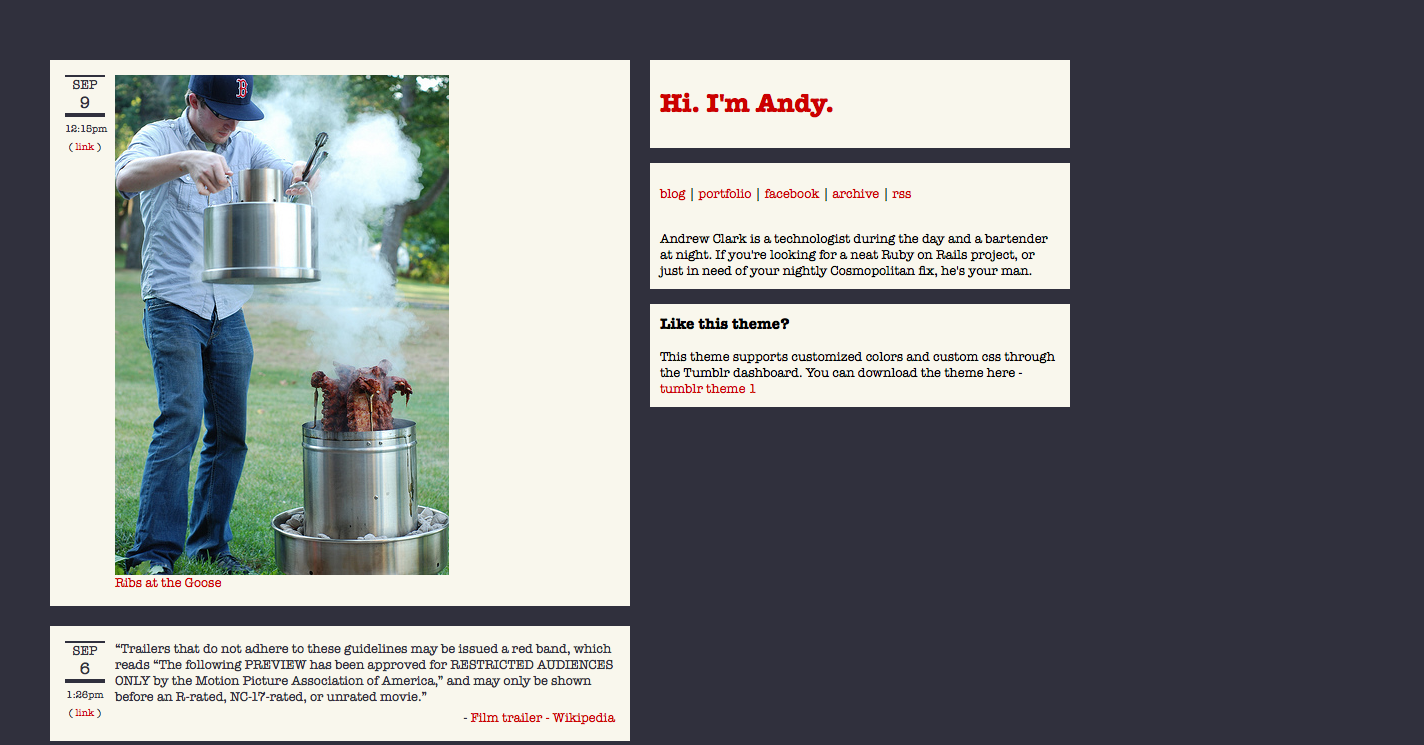 SEP
9
12:15pm
( link )
B
Ribs at the Goose
SEP
6
1:26pm
( link )
“Trailers that do not adhere to these guidelines may be issued a red band, which
reads “The following PREVIEW has been approved for RESTRICTED AUDIENCES
ONLY by the Motion Picture Association of America,” and may only be shown
before an R-rated, NC-17-rated, or unrated movie.”
- Film trailer - Wikipedia
Hi. I'm Andy.
blog | portfolio | facebook | archive | rss
Andrew Clark is a technologist during the day and a bartender
at night. If you're looking for a neat Ruby on Rails project, or
just in need of your nightly Cosmopolitan fix, he's your man.
Like this theme?
This theme supports customized colors and custom css through
the Tumblr dashboard. You can download the theme here -
tumblr theme 1